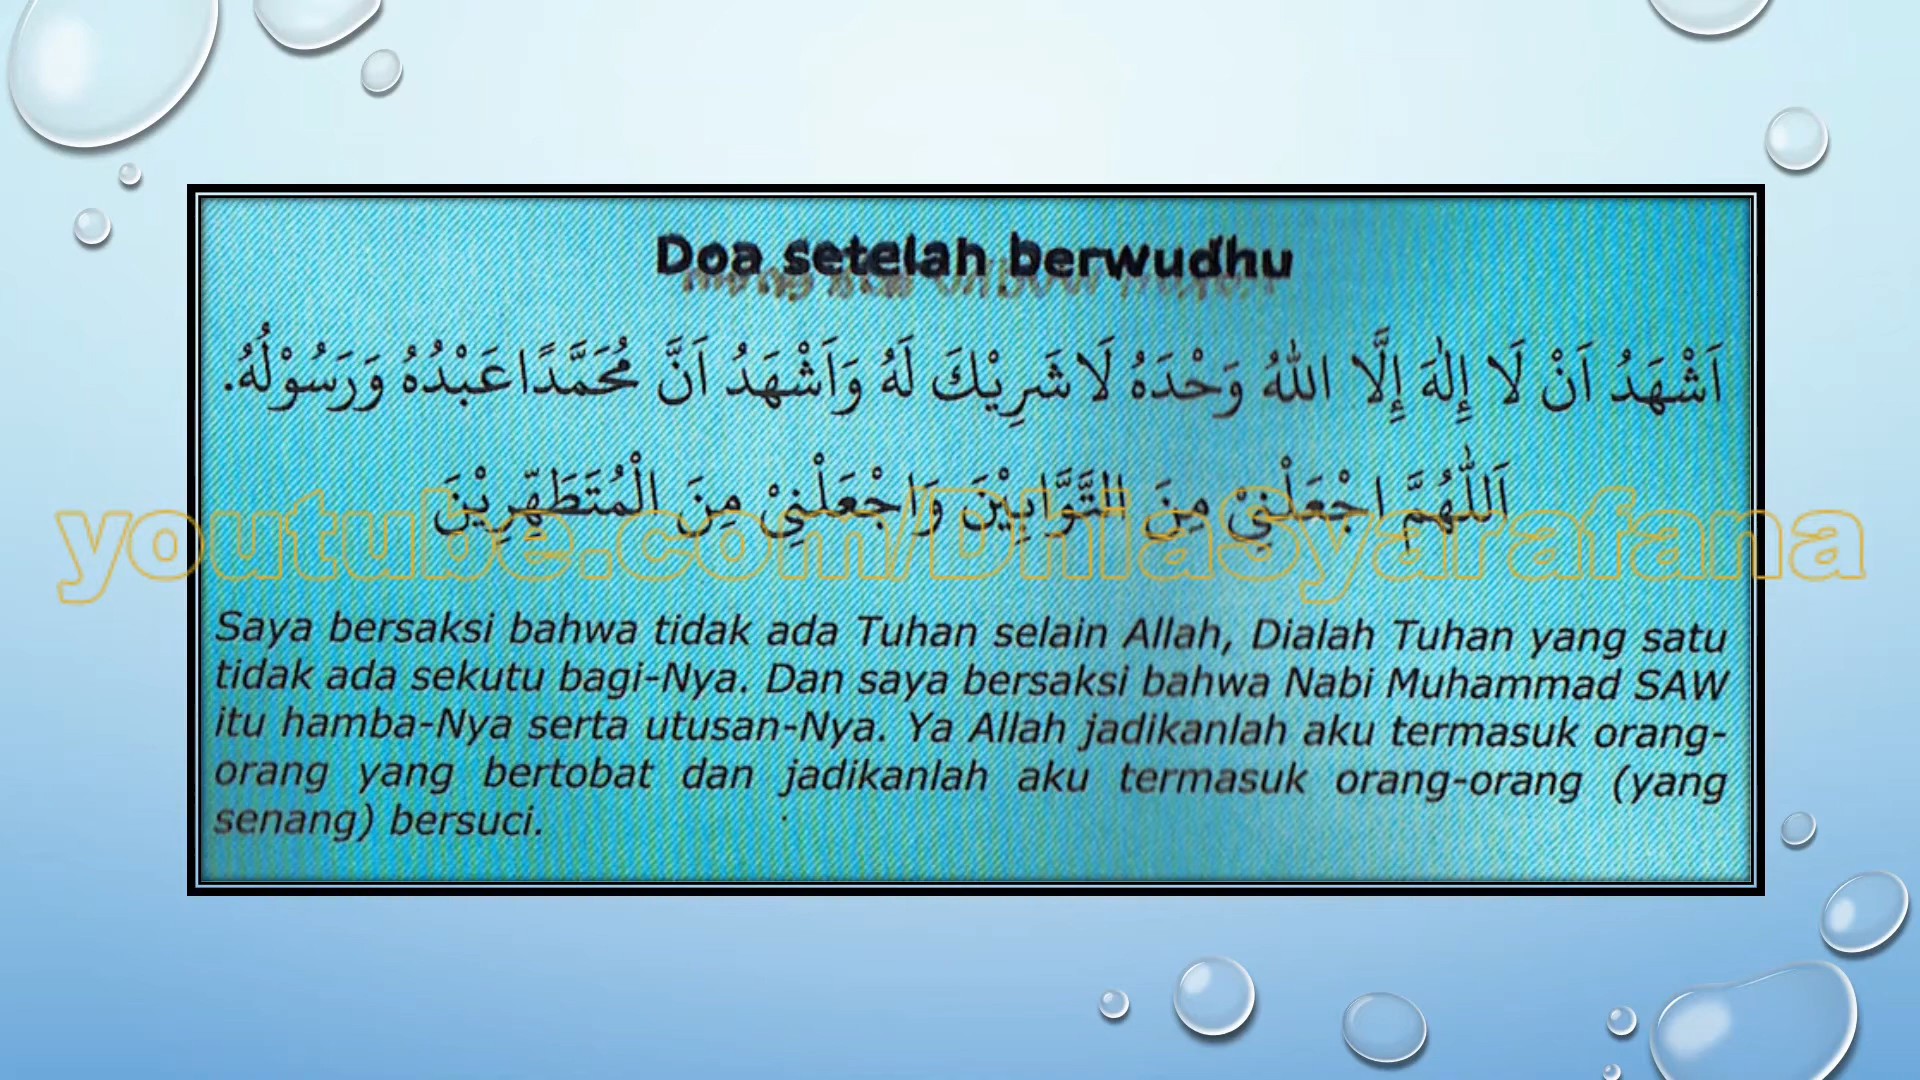 Doa setelah berwudhu
اَشْهَدُ اَنْ لَا إِلٰهَ إِلَّا اللهُ وَحْدَهُ لَا شَرِيْكَ لَهُ وَاَشْهَدُ اَنَّ مُحَمَّدًا عَبْدُهُ وَرَسُوْلُهُ.
اَللّٰهُمَّ اجْعَلْنِيْ مِنَ التَّوَّابِيْنَ وَاجْعَلْنِيْ مِنَ الْمُتَطَهِّرِيْنَ
youtube.com/DhiaSyarafana
Saya bersaksi bahwa tidak ada Tuhan selain Allah, Dialah Tuhan yang satu
tidak ada sekutu bagi-Nya. Dan saya bersaksi bahwa Nabi Muhammad SAW
itu hamba-Nya serta utusan-Nya. Ya Allah jadikanlah aku termasuk orang-
orang yang bertobat dan jadikanlah aku termasuk orang-orang (yang
senang) bersuci.